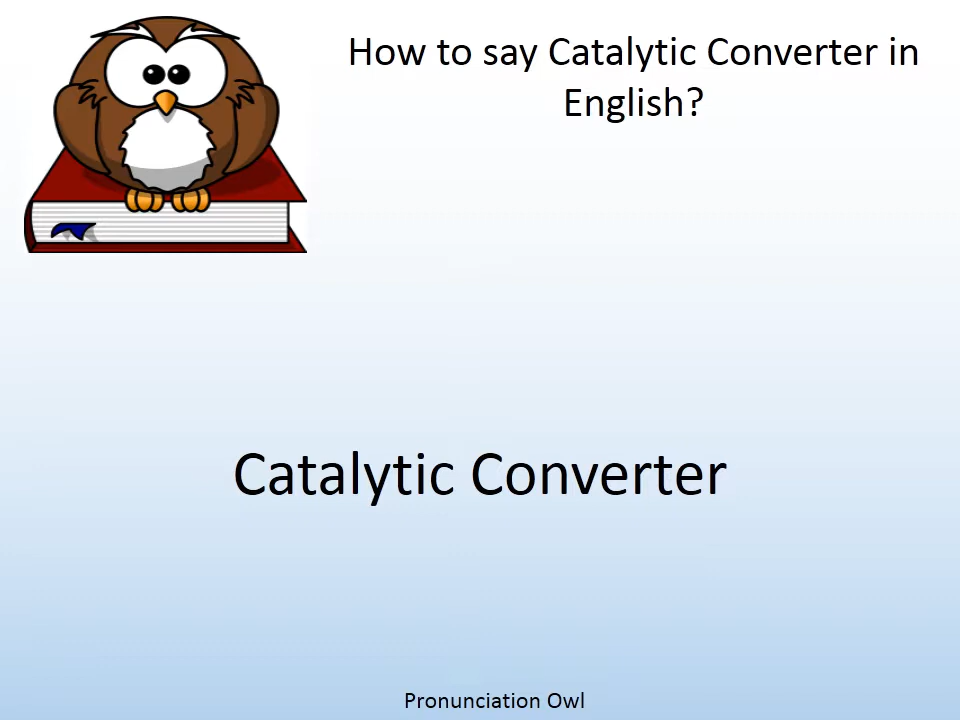 How to say Catalytic Converter in
English?
Catalytic Converter
Pronunciation Owl